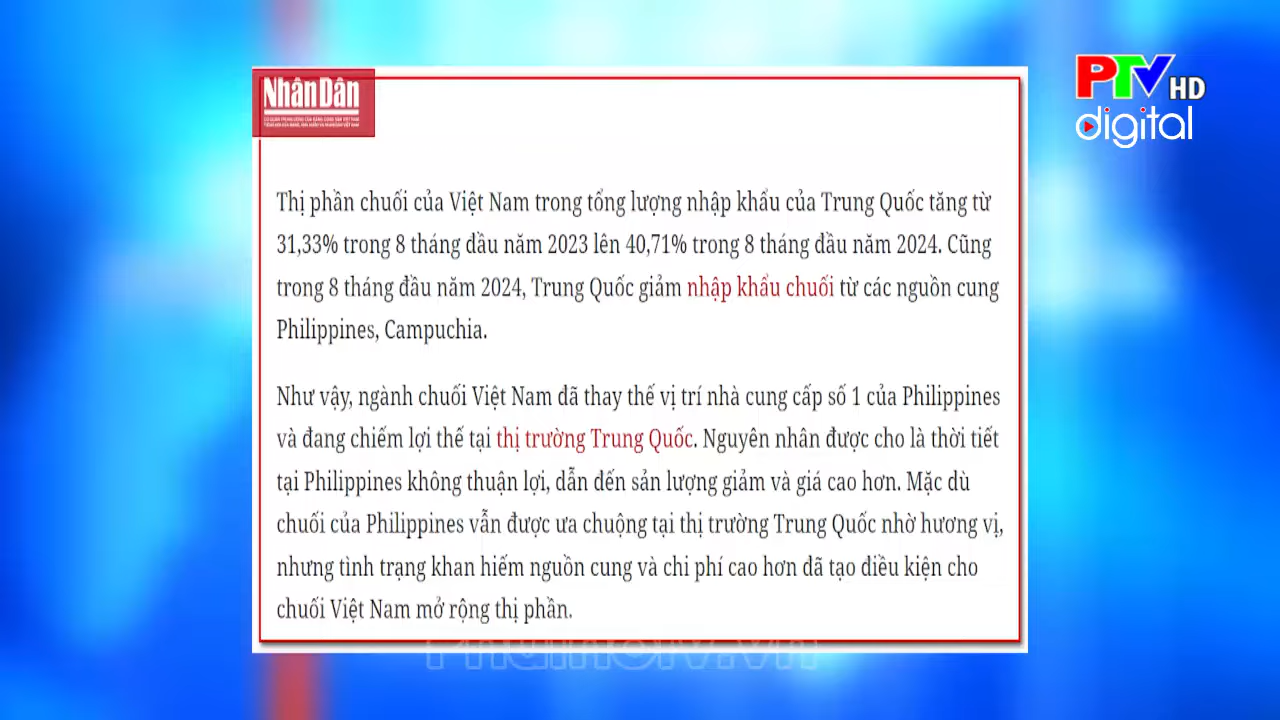 NhânDân
PTV HD
digital
Thị phần chuối của Việt Nam trong tổng lượng nhập khẩu của Trung Quốc tăng từ
31,33% trong 8 tháng đầu năm 2023 lên 40,71% trong 8 tháng đầu năm 2024. Cũng
trong 8 tháng đầu năm 2024, Trung Quốc giảm nhập khẩu chuối từ các nguồn cung
Philippines, Campuchia.
Như vậy, ngành chuối Việt Nam đã thay thế vị trí nhà cung cấp số 1 của Philippines
và đang chiếm lợi thế tại thị trường Trung Quốc. Nguyên nhân được cho là thời tiết
tại Philippines không thuận lợi, dẫn đến sản lượng giảm và giá cao hơn. Mặc dù
chuối của Philippines vẫn được ưa chuộng tại thị trường Trung Quốc nhờ hương vị,
nhưng tình trạng khan hiếm nguồn cung và chi phí cao hơn đã tạo điều kiện cho
chuối Việt Nam mở rộng thị phần.